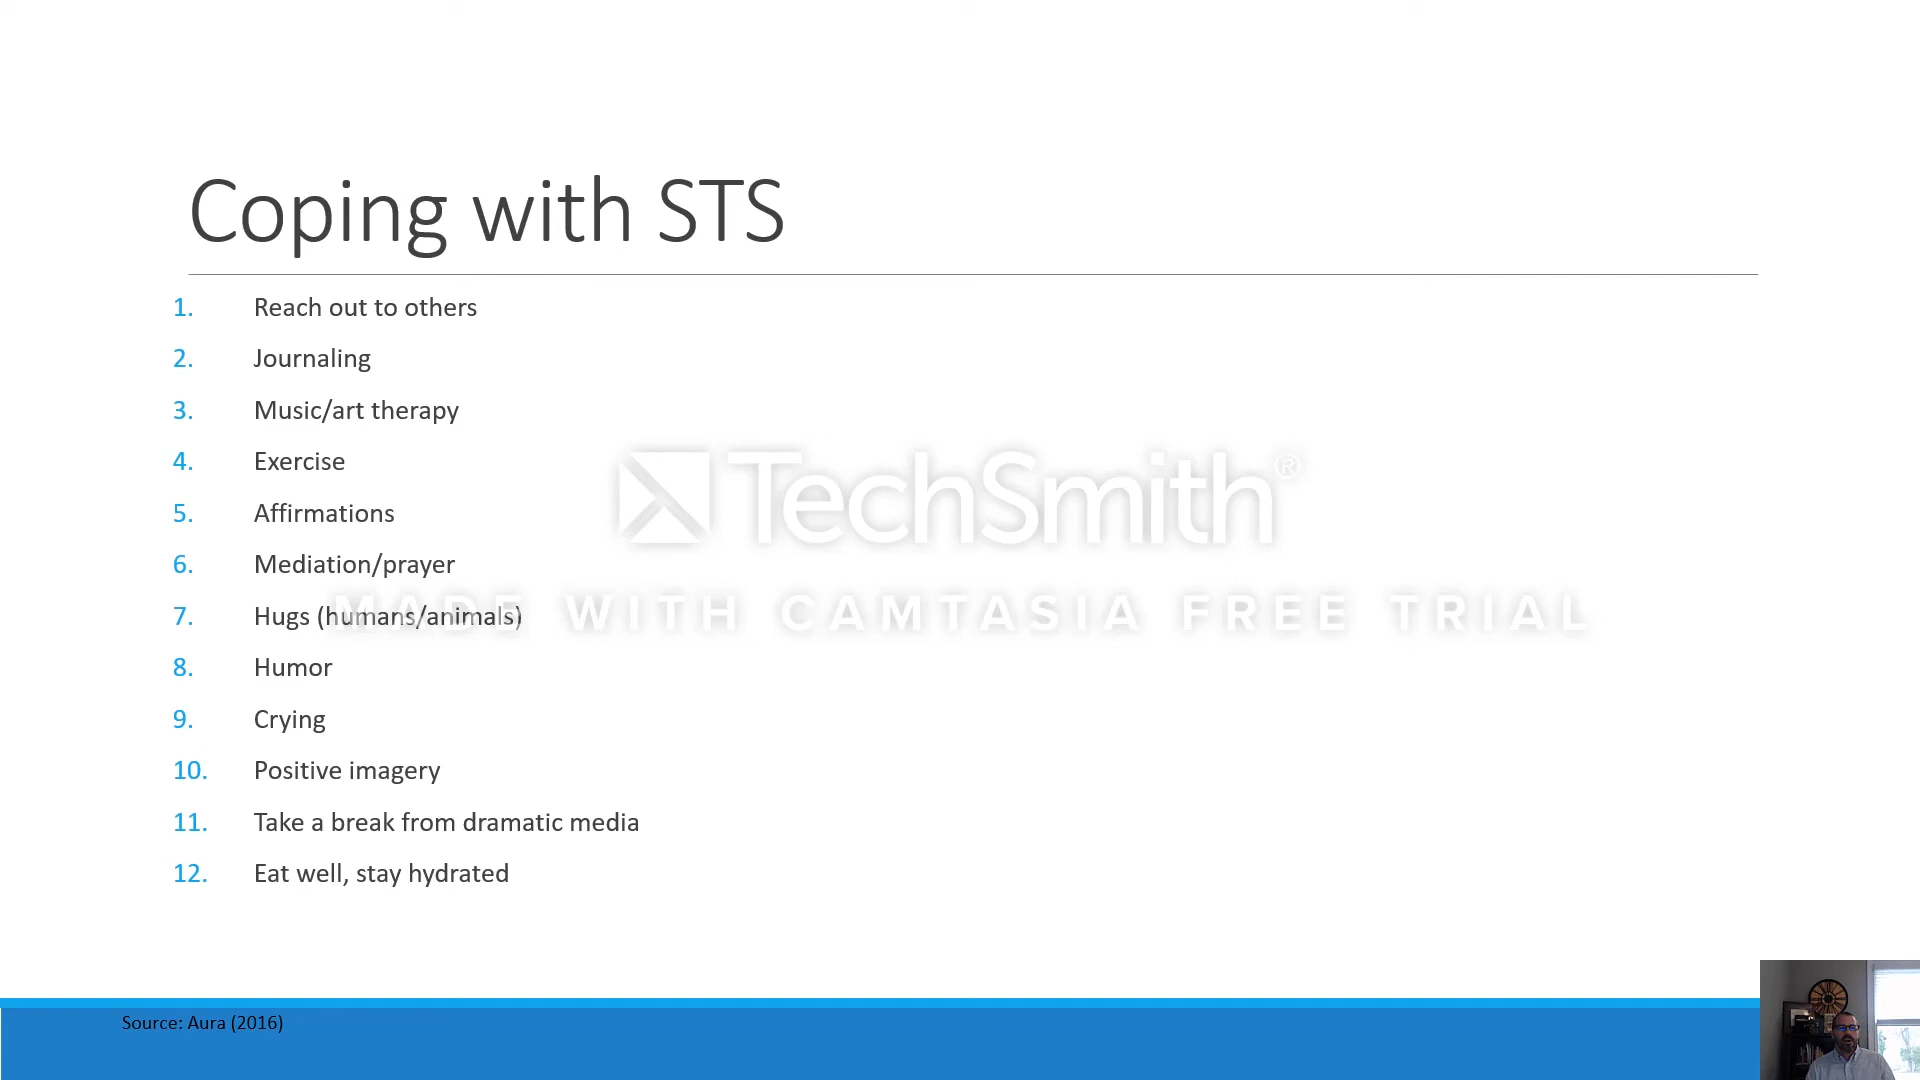 Coping with STS
1. Reach out to others
2. Journaling
3. Music/art therapy
4. Exercise
5. Affirmations
6. Mediation/prayer
7. Hugs (humans/animals)
8. Humor
9. Crying
10. Positive imagery
11. Take a break from dramatic media
12. Eat well, stay hydrated
TechSmith®
MADE WITH CAMTASIA FREE TRIAL
Source: Aura (2016)